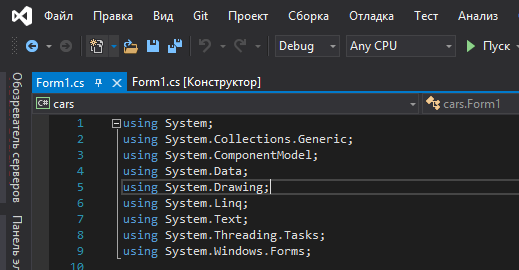 Файл Правка Вид Git Проект Сборка Отладка Тест Анализ
Debug Any CPU Пуск
Form1.cs Form1.cs [Конструктор]
C# cars cars.Form1
1 using System;
2 using System.Collections.Generic;
3 using System.ComponentModel;
4 using System.Data;
5 using System.Drawing;
6 using System.Linq;
7 using System.Text;
8 using System.Threading.Tasks;
9 using System.Windows.Forms;
10
Обозреватель серверов
Панель эл